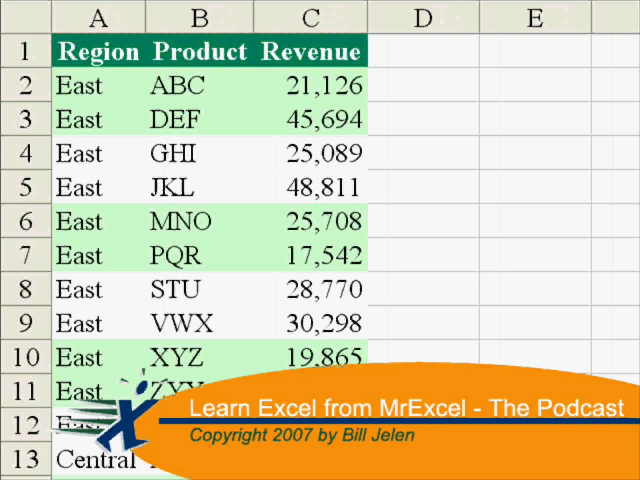 A B C D E
1 Region Product Revenue
2 East ABC 21,126
3 East DEF 45,694
4 East GHI 25,089
5 East JKL 48,811
6 East MNO 25,708
7 East PQR 17,542
8 East STU 28,770
9 East VWX 30,298
10 East XYZ 19,865
11 East
12 East
13 Central
Learn Excel from MrExcel - The Podcast
Copyright 2007 by Bill Jelen